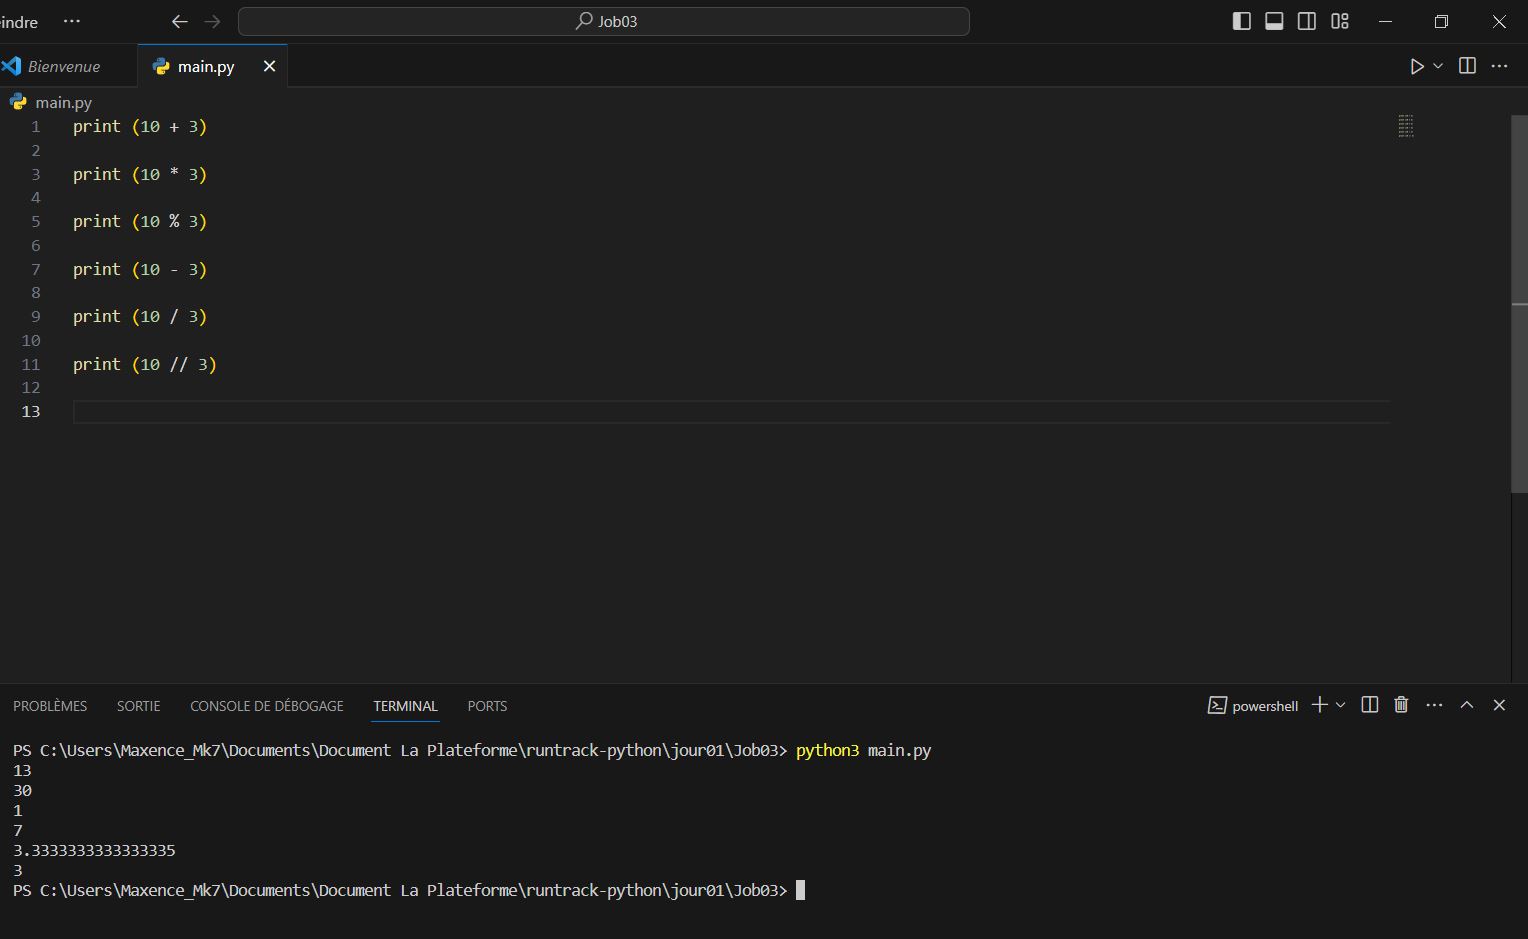 eindre ··· ← → Job03
Bienvenue main.py ×
main.py
1 print (10 + 3)
2
3 print (10 * 3)
4
5 print (10 % 3)
6
7 print (10 - 3)
8
9 print (10 / 3)
10
11 print (10 // 3)
12
13
PROBLÈMES SORTIE CONSOLE DE DÉBOGAGE TERMINAL PORTS powershell
PS C:\Users\Maxence_Mk7\Documents\Document La Plateforme\runtrack-python\jour01\Job03> python3 main.py
13
30
1
7
3.3333333333333335
3
PS C:\Users\Maxence_Mk7\Documents\Document La Plateforme\runtrack-python\jour01\Job03>